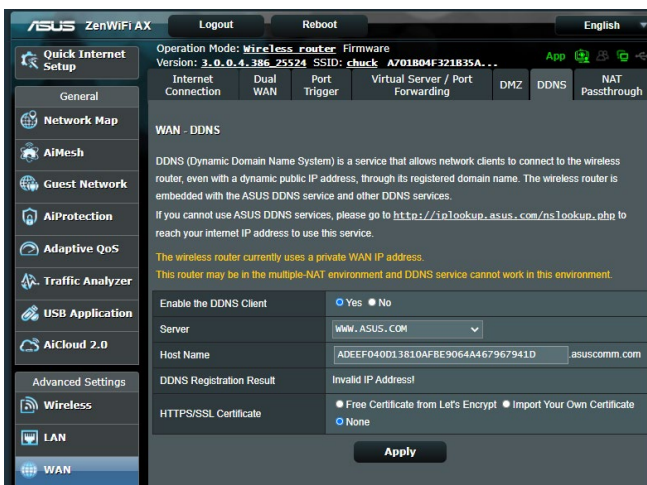 ASUS ZenWiFi AX
Logout
Reboot
English
Quick Internet
Setup
Operation Mode: Wireless router Firmware
Version: 3.0.0.4.386_25524 SSID: chuck A701B04F321B35A...
App
General
Network Map
AiMesh
Guest Network
AiProtection
Adaptive QoS
Traffic Analyzer
USB Application
AiCloud 2.0
Advanced Settings
Wireless
LAN
WAN
Internet
Connection
Dual
WAN
Port
Trigger
Virtual Server / Port
Forwarding
DMZ
DDNS
NAT
Passthrough
WAN - DDNS
DDNS (Dynamic Domain Name System) is a service that allows network clients to connect to the wireless
router, even with a dynamic public IP address, through its registered domain name. The wireless router is
embedded with the ASUS DDNS service and other DDNS services.
If you cannot use ASUS DDNS services, please go to http://iplookup.asus.com/nslookup.php to
reach your internet IP address to use this service.
The wireless router currently uses a private WAN IP address.
This router may be in the multiple-NAT environment and DDNS service cannot work in this environment.
Enable the DDNS Client
Yes No
Server
WWW.ASUS.COM
Host Name
ADEEF040D13810AFBE9064A467967941D .asuscomm.com
DDNS Registration Result
Invalid IP Address!
HTTPS/SSL Certificate
Free Certificate from Let's Encrypt Import Your Own Certificate
None
Apply